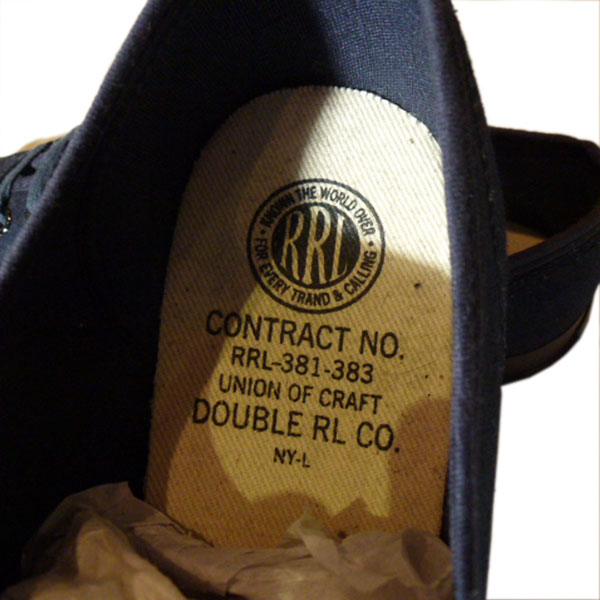 KNOWN THE WORLD OVER
RRL
• FOR EVERY TRAND & CALLING •
CONTRACT NO.
RRL-381-383
UNION OF CRAFT
DOUBLE RL CO.
NY-L